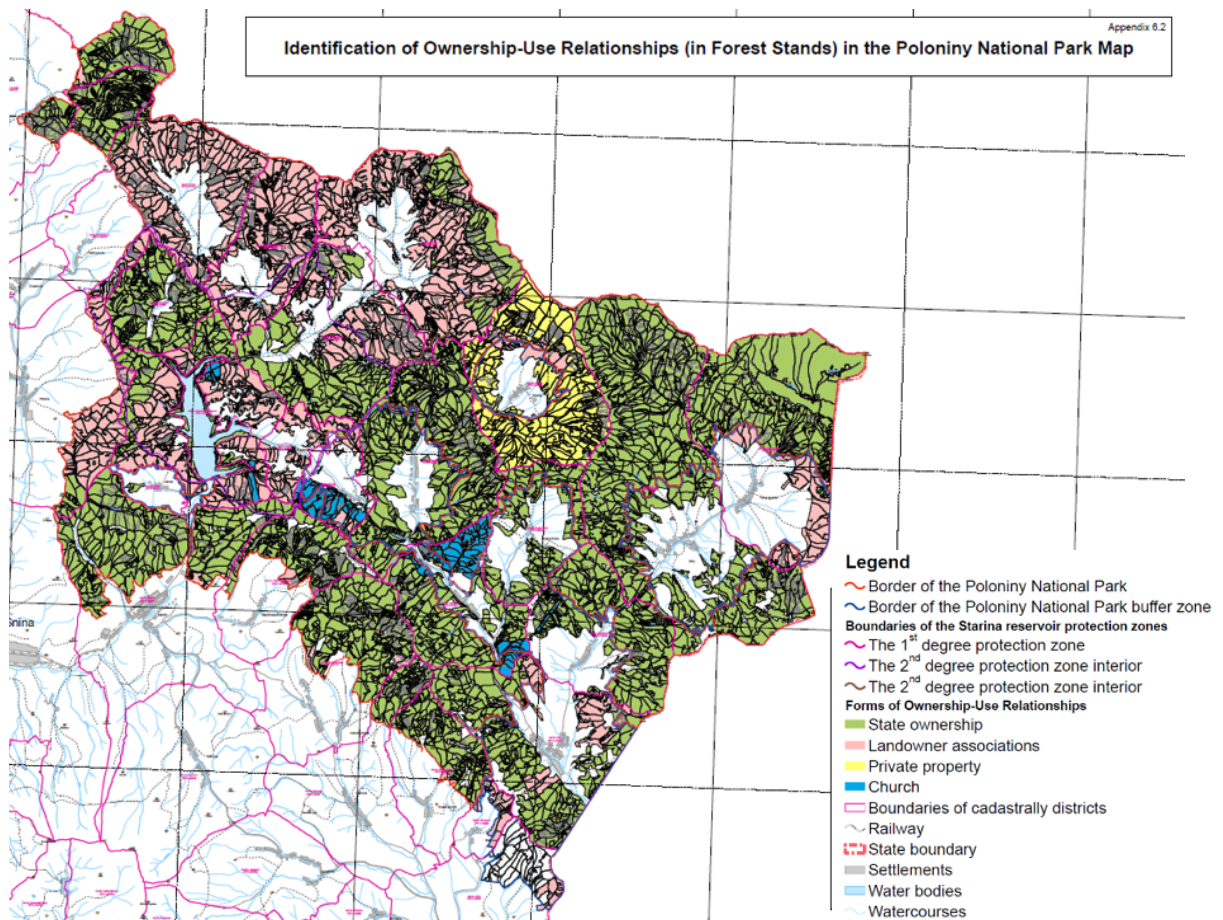 Appendix 6.2
Identification of Ownership-Use Relationships (in Forest Stands) in the Poloniny National Park Map
nina
Legend
Border of the Poloniny National Park
Border of the Poloniny National Park buffer zone
Boundaries of the Starina reservoir protection zones
The 1st degree protection zone
The 2nd degree protection zone interior
The 2nd degree protection zone interior
Forms of Ownership-Use Relationships
State ownership
Landowner associations
Private property
Church
Boundaries of cadastrally districts
Railway
State boundary
Settlements
Water bodies
Watercourses